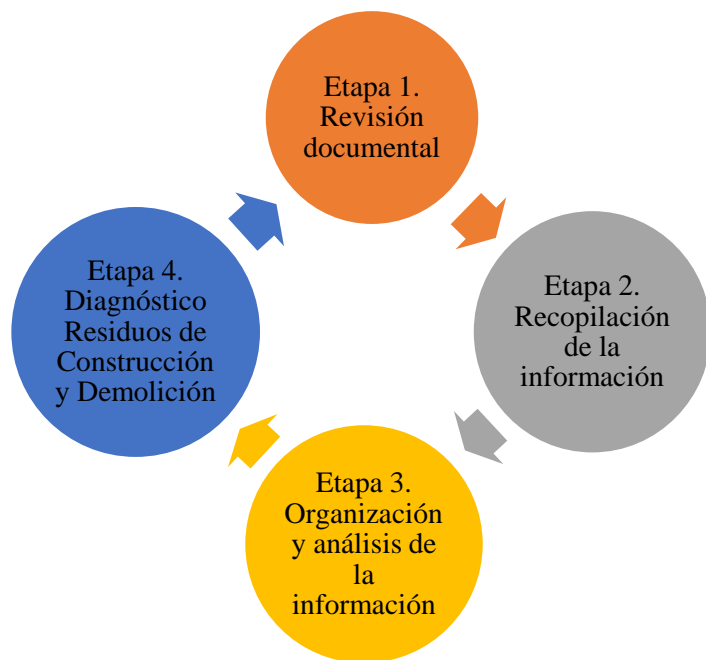 Etapa 1.
Revisión
documental
Etapa 2.
Recopilación
de la
información
Etapa 3.
Organización
y análisis de
la
información
Etapa 4.
Diagnóstico
Residuos de
Construcción
y Demolición